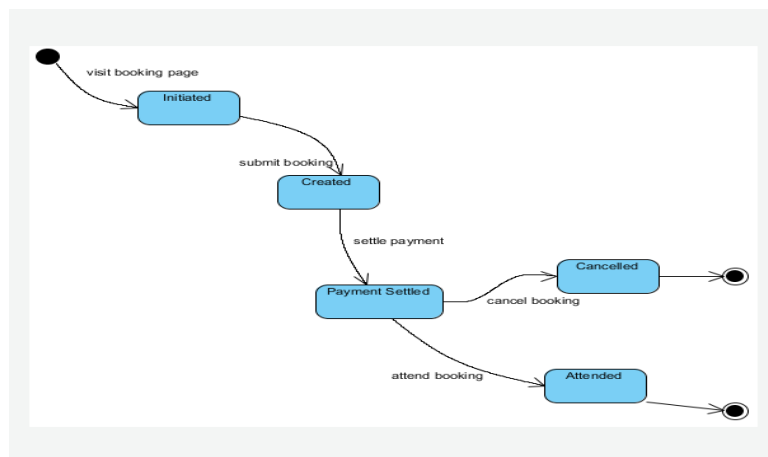 visit booking page
Initiated
submit booking
Created
settle payment
Cancelled
Payment Settled
cancel booking
attend booking
Attended